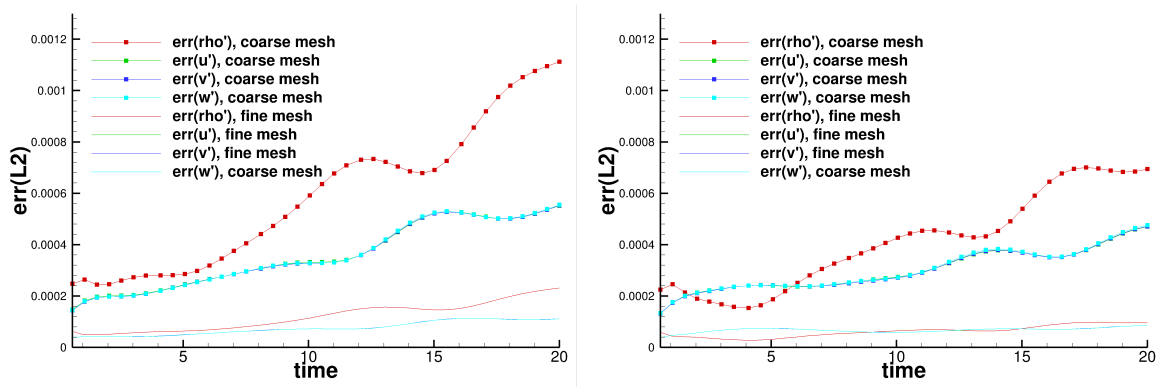 0.0012
0.001
0.0008
0.0006
0.0004
0.0002
0
err(L2)
err(rho'), coarse mesh
err(u'), coarse mesh
err(v'), coarse mesh
err(w'), coarse mesh
err(rho'), fine mesh
err(u'), fine mesh
err(v'), fine mesh
err(w'), coarse mesh
5 10 15 20
time
0.0012
0.001
0.0008
0.0006
0.0004
0.0002
0
err(L2)
err(rho'), coarse mesh
err(u'), coarse mesh
err(v'), coarse mesh
err(w'), coarse mesh
err(rho'), fine mesh
err(u'), fine mesh
err(v'), fine mesh
err(w'), coarse mesh
5 10 15 20
time